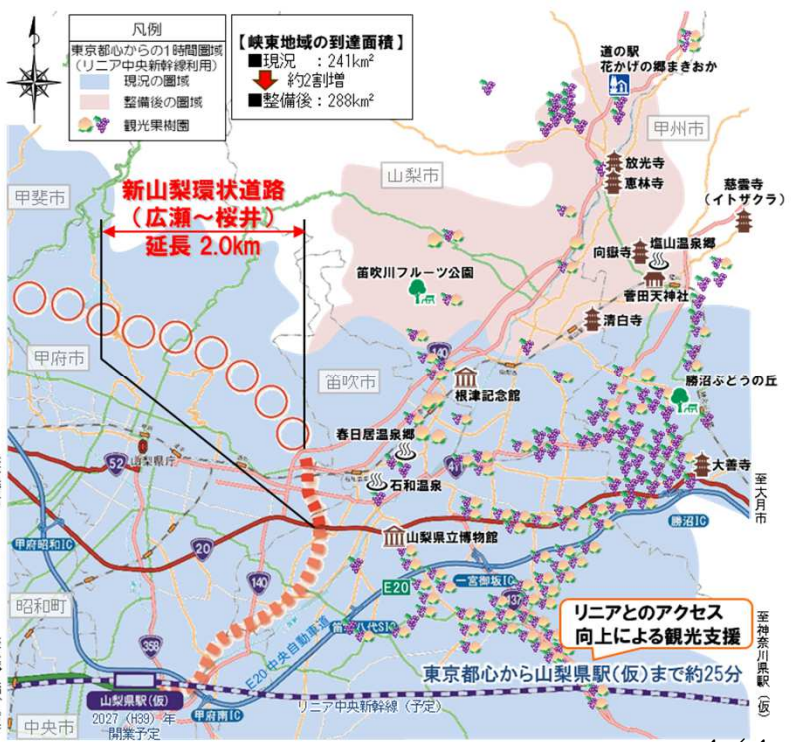 凡例
東京都心からの1時間圏域
(リニア中央新幹線利用)
現況の圏域
整備後の圏域
観光果樹園
【峡東地域の到達面積】
■現況　：241km²
約2割増
■整備後：288km²
道の駅
花かげの郷まきおか
甲州市
山梨市
甲斐市
放光寺
恵林寺
慈雲寺
(イトザクラ)
新山梨環状道路
(広瀬～桜井)
延長 2.0km
向嶽寺
塩山温泉郷
笛吹川フルーツ公園
菅田天神社
清白寺
甲府市
140
笛吹市
根津記念館
勝沼ぶどうの丘
春日居温泉郷
52
山梨県庁
411
大善寺
石和温泉
至大月市
勝沼IC
山梨県立博物館
甲府昭和IC
20
140
一宮御坂IC
E20
137
昭和町
リニアとのアクセス
向上による観光支援
358
E20 中央自動車道
至神奈川県駅(仮)
東京都心から山梨県駅(仮)まで約25分
山梨県駅(仮)
甲府南IC
リニア中央新幹線(予定)
2027 (H39) 年
開業予定
中央市